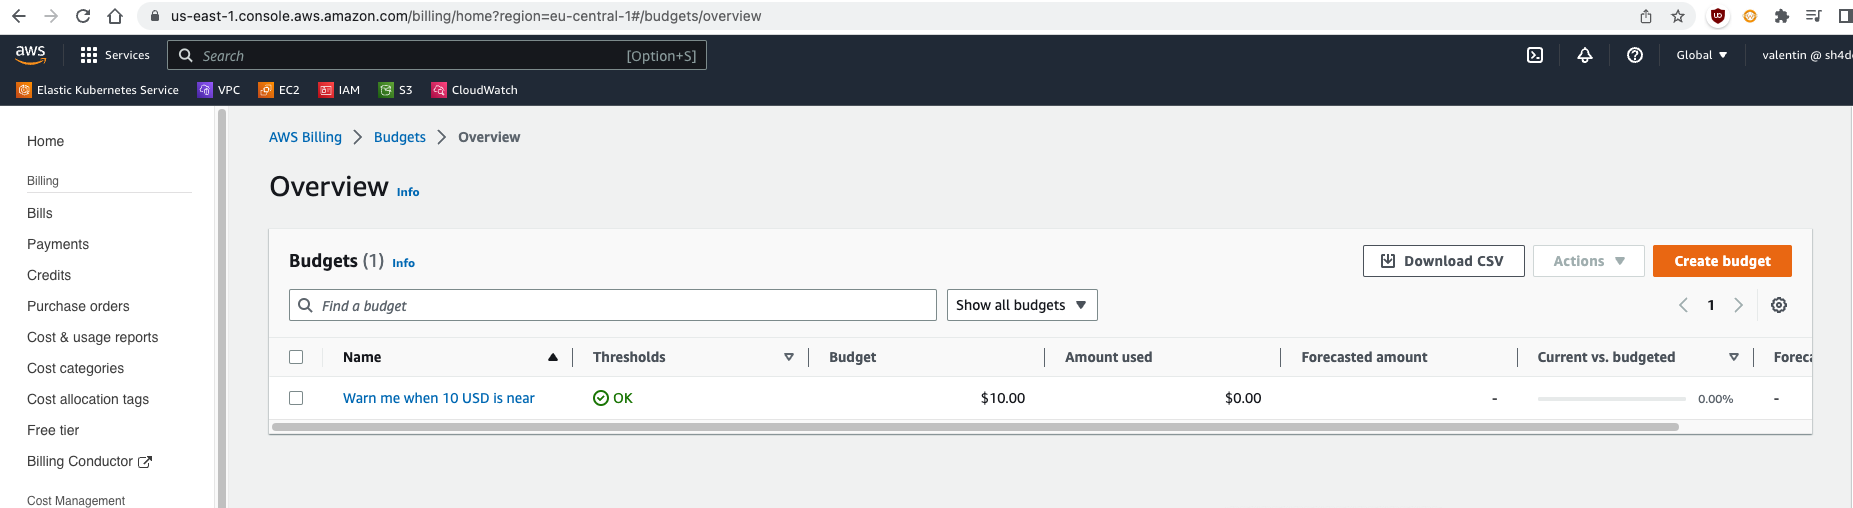 us-east-1.console.aws.amazon.com/billing/home?region=eu-central-1#/budgets/overview
aws Services Search [Option+S] Global valentin @ sh4d
Elastic Kubernetes Service VPC EC2 IAM S3 CloudWatch
Home
Billing
Bills
Payments
Credits
Purchase orders
Cost & usage reports
Cost categories
Cost allocation tags
Free tier
Billing Conductor
Cost Management
AWS Billing Budgets Overview
Overview Info
Budgets (1) Info Download CSV Actions Create budget
Find a budget Show all budgets 1
Name Thresholds Budget Amount used Forecasted amount Current vs. budgeted Foreca
Warn me when 10 USD is near OK $10.00 $0.00 - 0.00% -